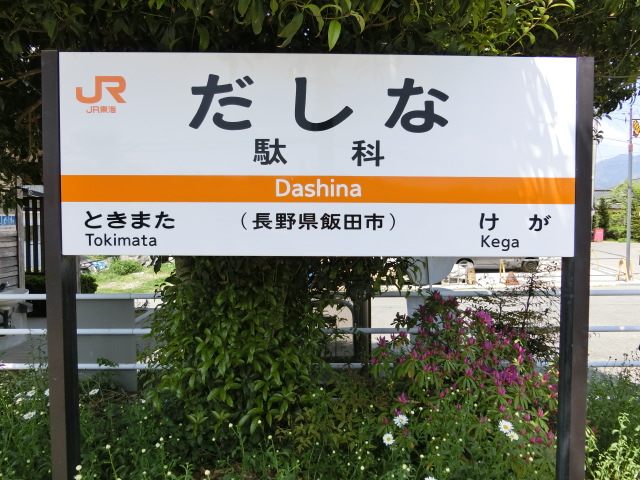 JR
JR東海
だしな
駄科
Dashina
ときまた
（長野県飯田市）
けが
Tokimata
Kega